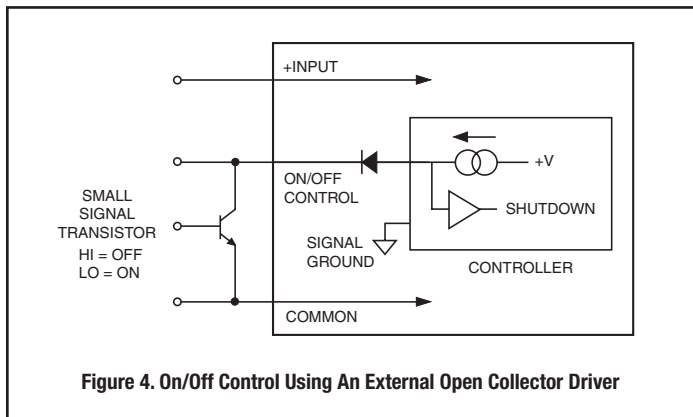 +INPUT
+V
ON/OFF
CONTROL
SHUTDOWN
SMALL
SIGNAL
TRANSISTOR
HI = OFF
LO = ON
SIGNAL
GROUND
CONTROLLER
COMMON
Figure 4. On/Off Control Using An External Open Collector Driver